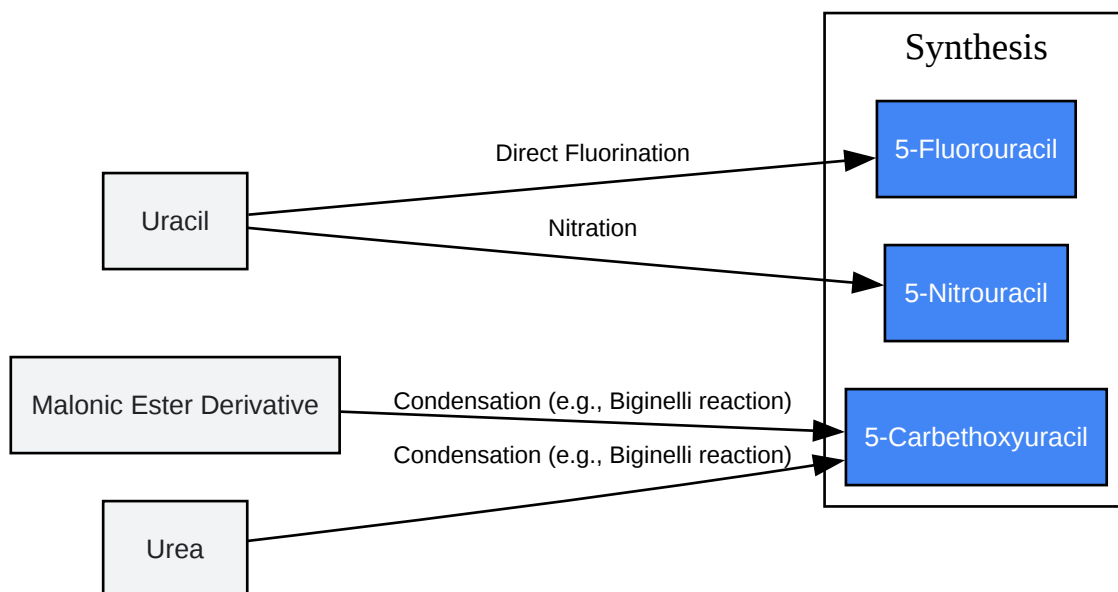 Synthesis
5-Fluorouracil
Direct Fluorination
Uracil
Nitration
5-Nitrouracil
Malonic Ester Derivative
Condensation (e.g., Biginelli reaction)
5-Carbethoxyuracil
Condensation (e.g., Biginelli reaction)
Urea